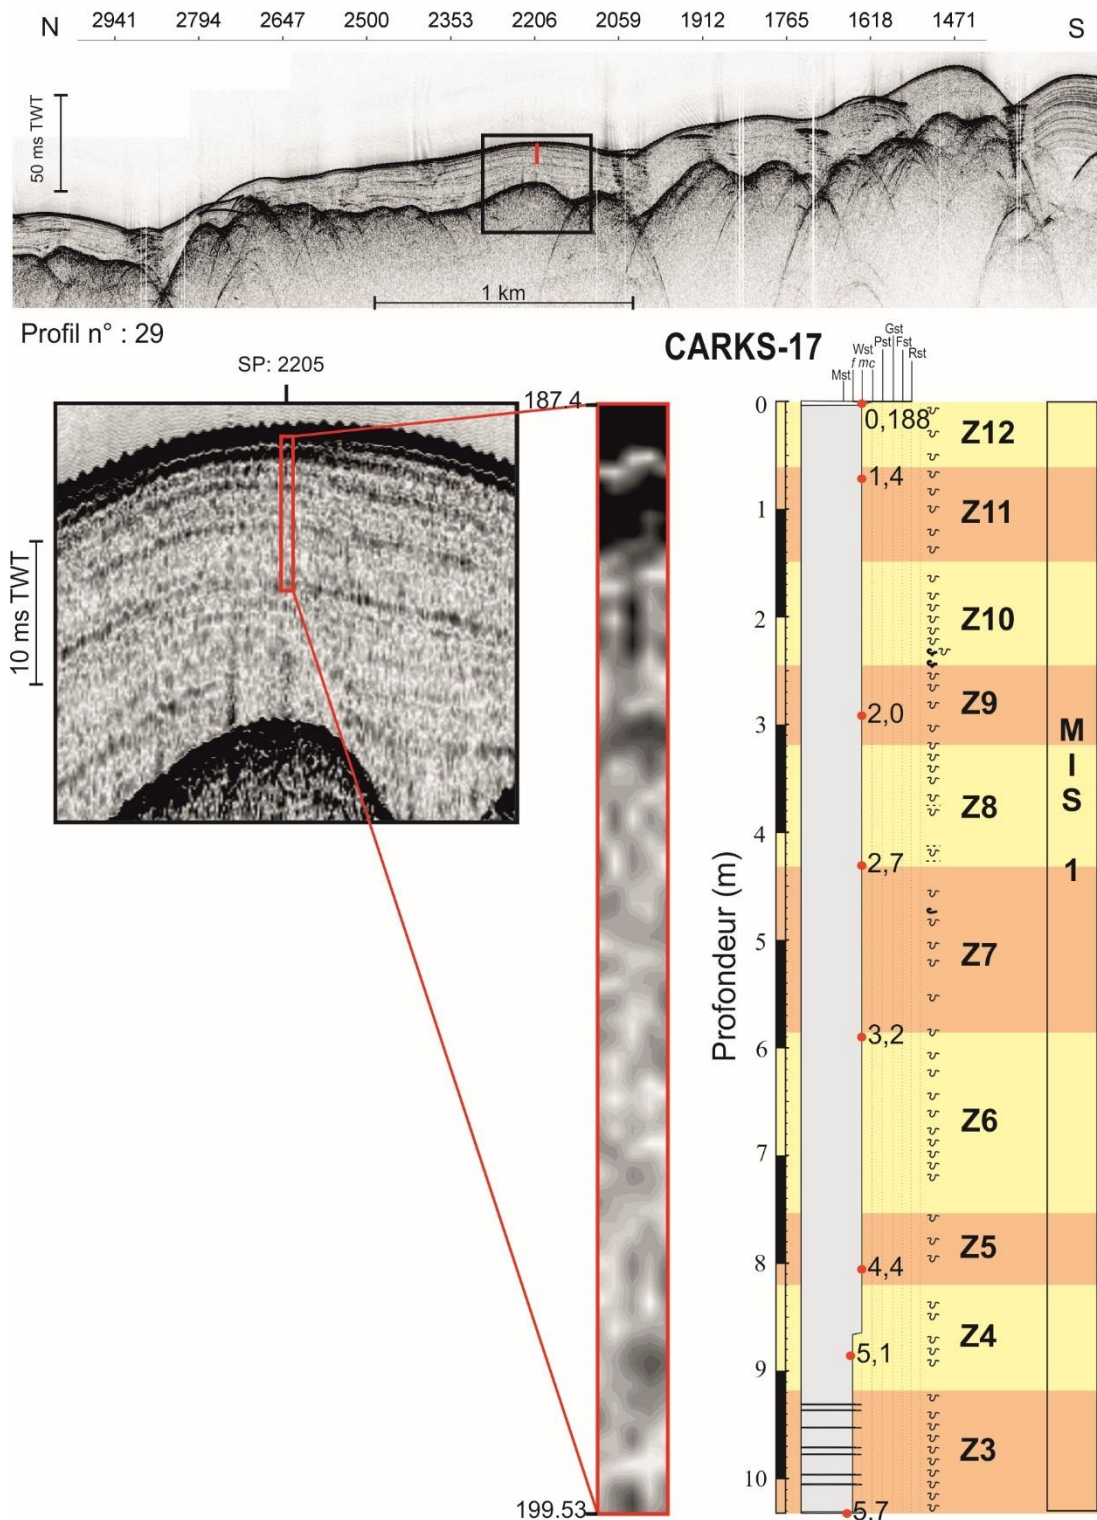 N 2941 2794 2647 2500 2353 2206 2059 1912 1765 1618 1471 S
50 ms TWT
1 km
Profil n° : 29
SP: 2205
10 ms TWT
187.4
199.53
CARKS-17
Mst f Wst mc Pst Gst Fst Rst
Profondeur (m)
0
1
2
3
4
5
6
7
8
9
10
0,188
1,4
2,0
2,7
3,2
4,4
5,1
5,7
Z12
Z11
Z10
Z9
Z8
Z7
Z6
Z5
Z4
Z3
M
I
S
1